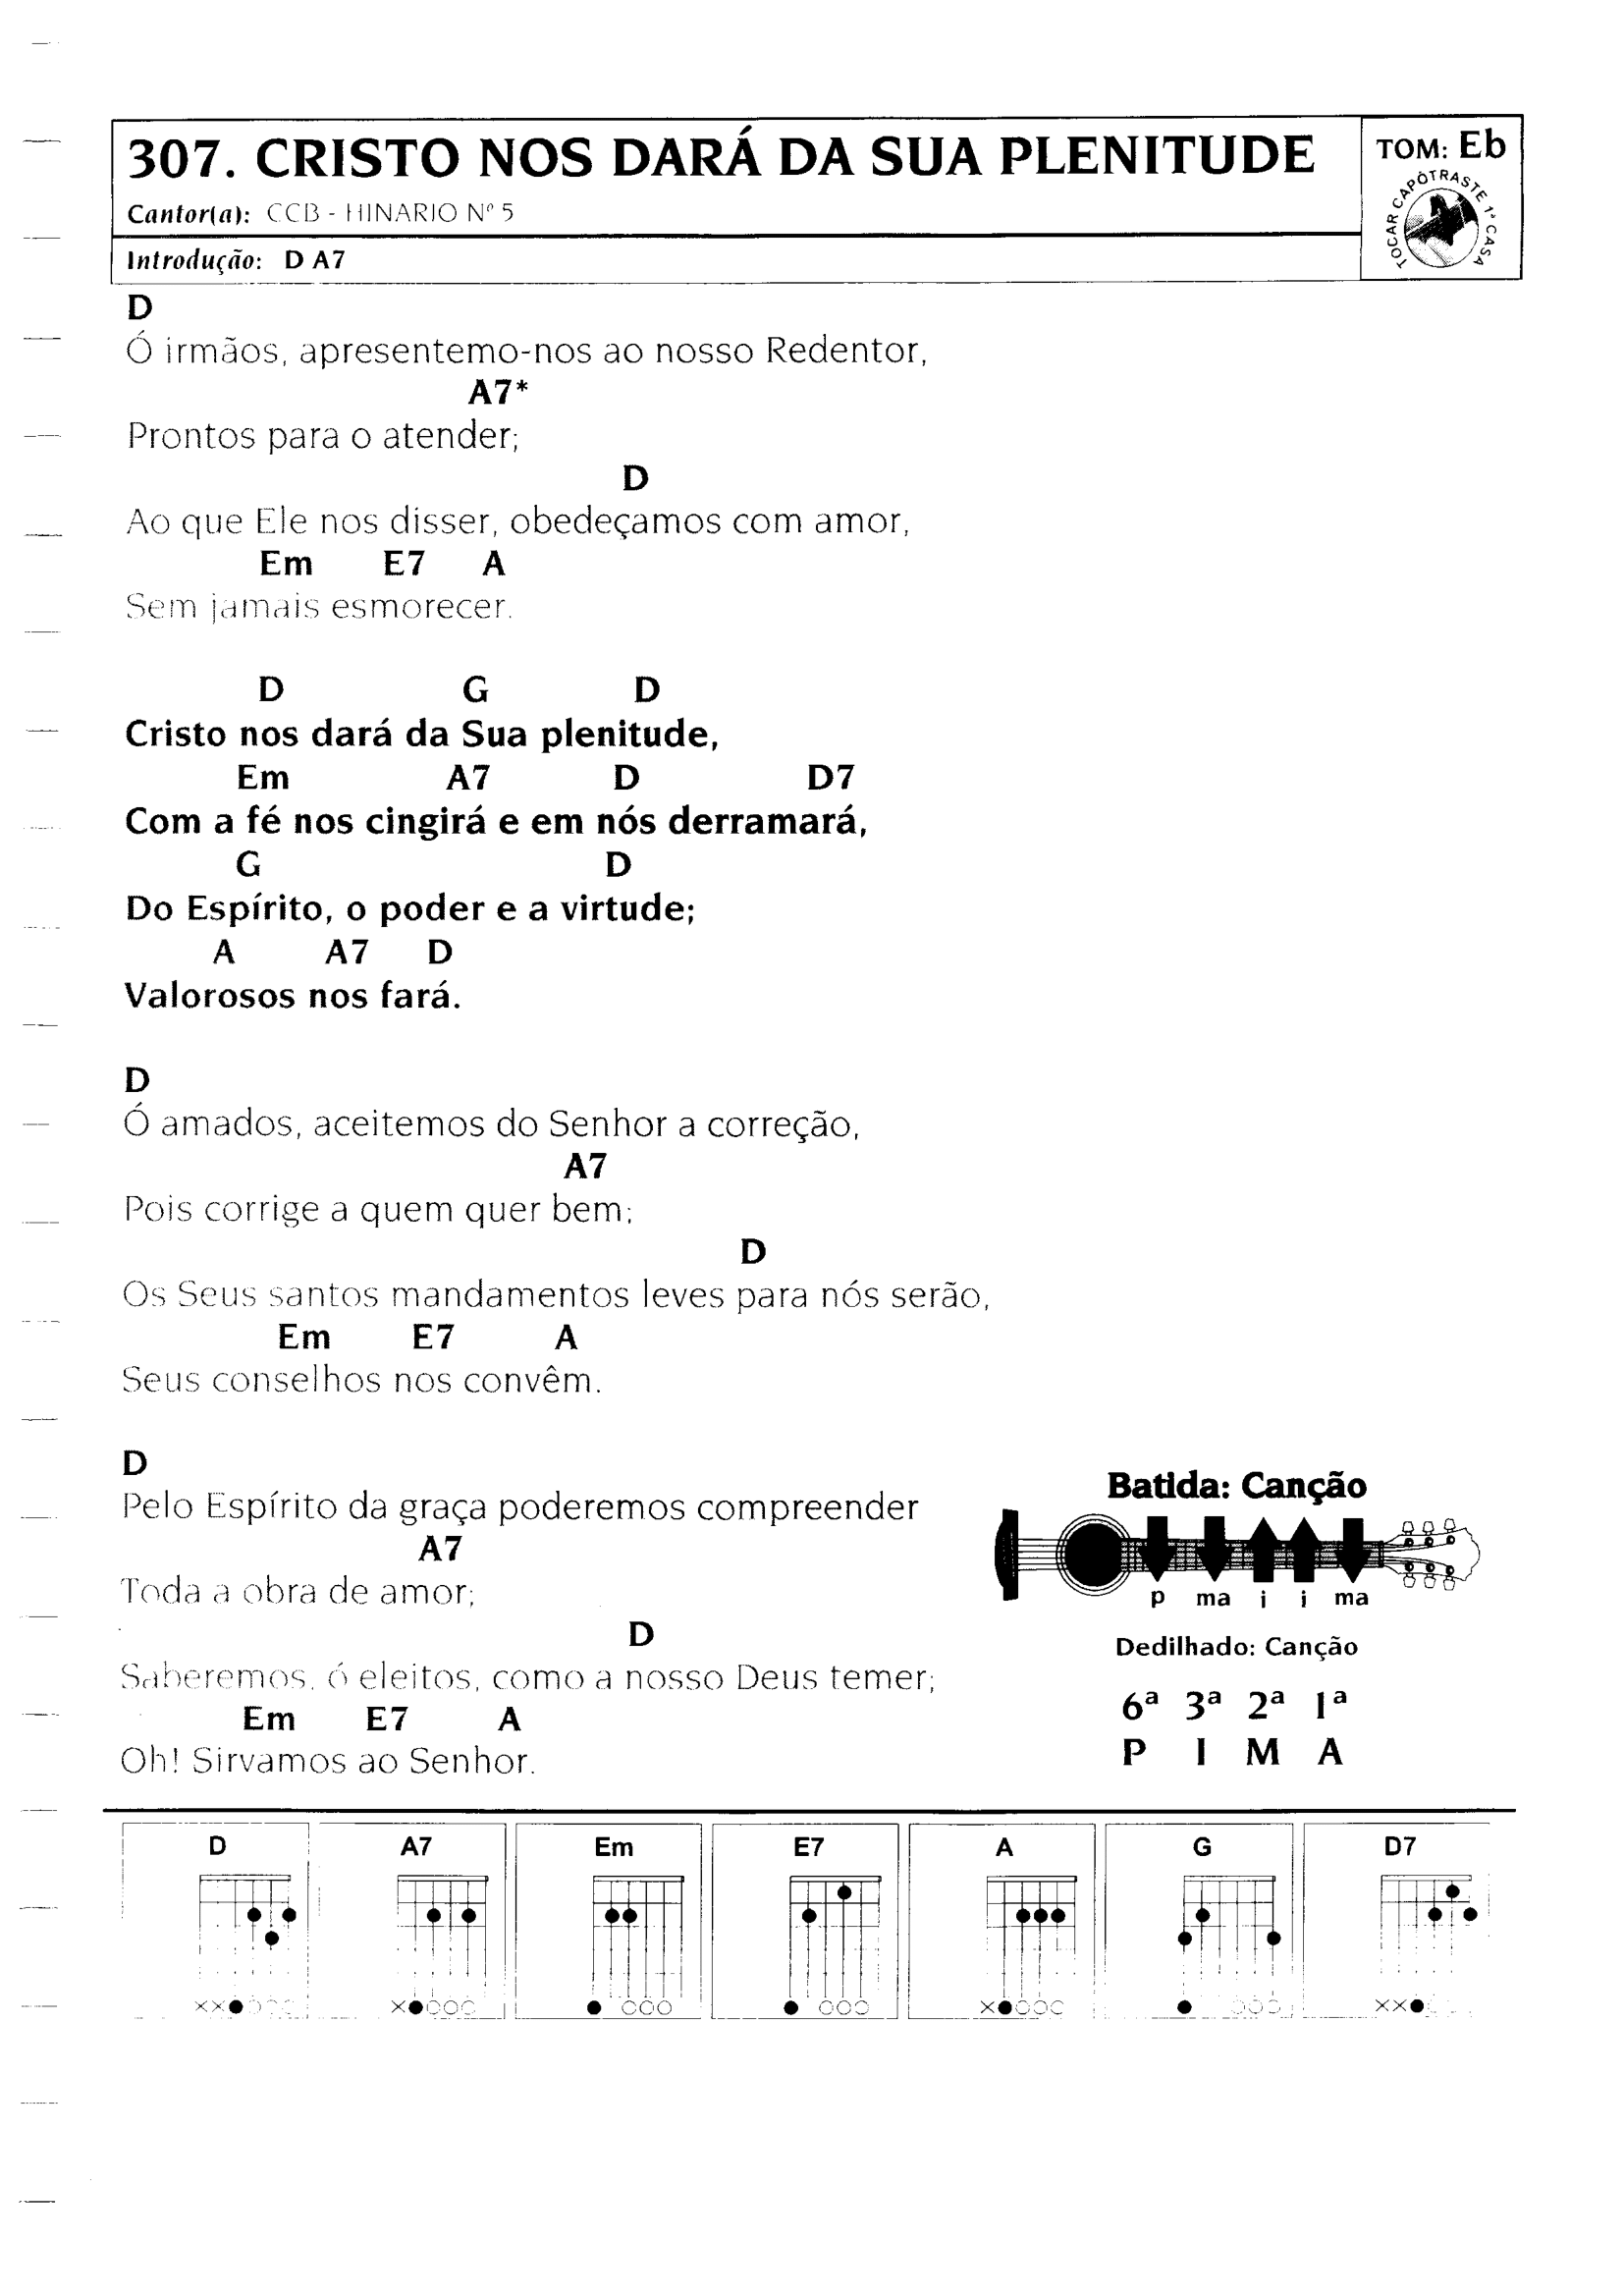 307. CRISTO NOS DARÁ DA SUA PLENITUDE
Cantor(a): CCB - HINARIO Nº 5
Introdução: D A7
TOM: Eb
TOCAR CAPÔTRASTE 1ª CASA
D
Ó irmãos, apresentemo-nos ao nosso Redentor,
A7*
Prontos para o atender;
D
Ao que Ele nos disser, obedeçamos com amor,
Em E7 A
Sem jamais esmorecer.
D G D
Cristo nos dará da Sua plenitude,
Em A7 D D7
Com a fé nos cingirá e em nós derramará,
G D
Do Espírito, o poder e a virtude;
A A7 D
Valorosos nos fará.
D
Ó amados, aceitemos do Senhor a correção,
A7
Pois corrige a quem quer bem;
D
Os Seus santos mandamentos leves para nós serão,
Em E7 A
Seus conselhos nos convêm.
D
Pelo Espírito da graça poderemos compreender
A7
Toda a obra de amor;
D
Saberemos, ó eleitos, como a nosso Deus temer;
Em E7 A
Oh! Sirvamos ao Senhor.
Batida: Canção
p ma i i ma
Dedilhado: Canção
6ª 3ª 2ª 1ª
P I M A
D A7 Em E7 A G D7